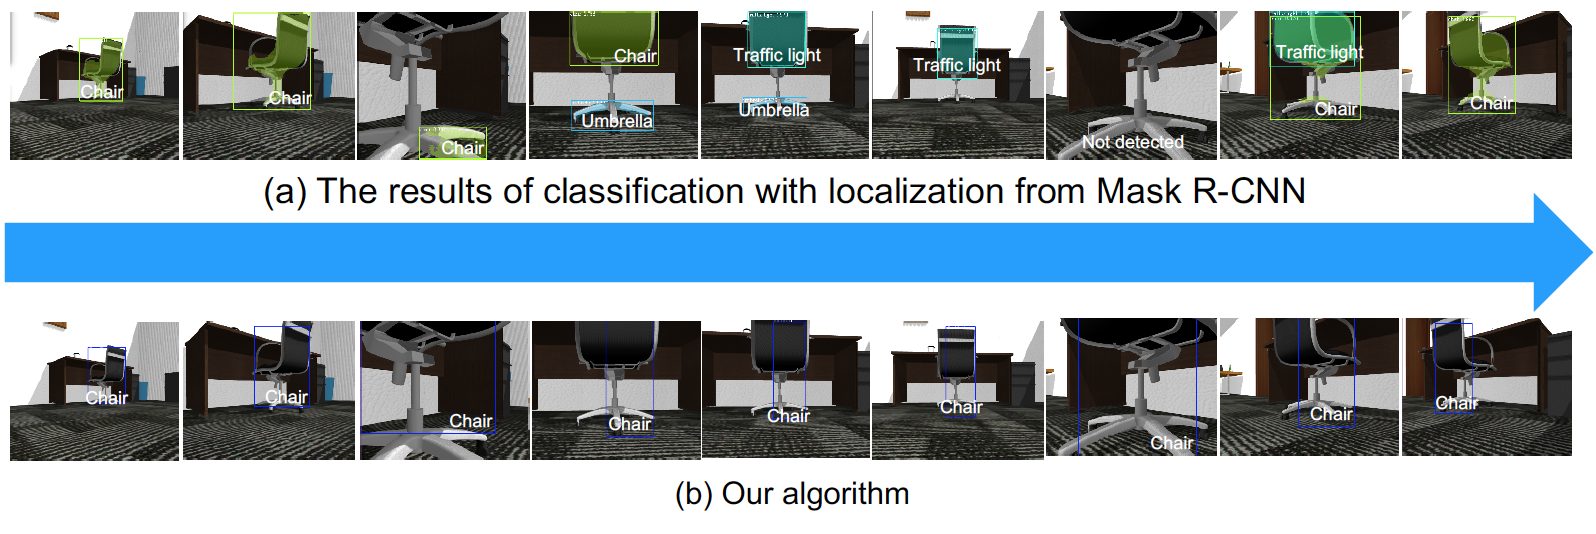 Chair
Chair
Chair
Chair
Umbrella
Traffic light
Umbrella
Traffic light
Not detected
Traffic light
Chair
Chair
(a) The results of classification with localization from Mask R-CNN
Chair
Chair
Chair
Chair
Chair
Chair
Chair
Chair
Chair
(b) Our algorithm